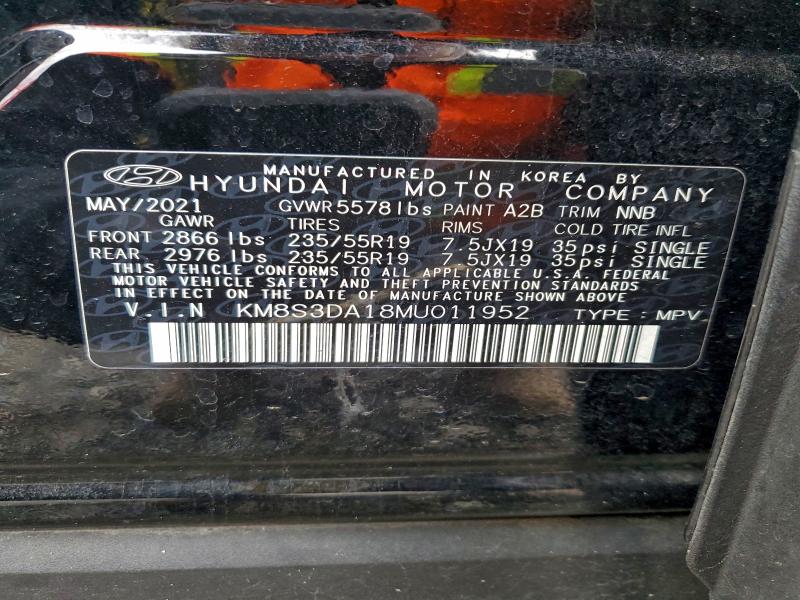 MANUFACTURED IN KOREA BY
HYUNDAI MOTOR COMPANY
MAY/2021 GVWR 5578lbs PAINT A2B TRIM NNB
GAWR TIRES RIMS COLD TIRE INFL
FRONT 2866 lbs 235/55R19 7.5JX19 35psi SINGLE
REAR 2976 lbs 235/55R19 7.5JX19 35psi SINGLE
THIS VEHICLE CONFORMS TO ALL APPLICABLE U.S.A. FEDERAL
MOTOR VEHICLE SAFETY AND THEFT PREVENTION STANDARDS
IN EFFECT ON THE DATE OF MANUFACTURE SHOWN ABOVE.
V.I.N KM8S3DA18MU011952 TYPE : MPV